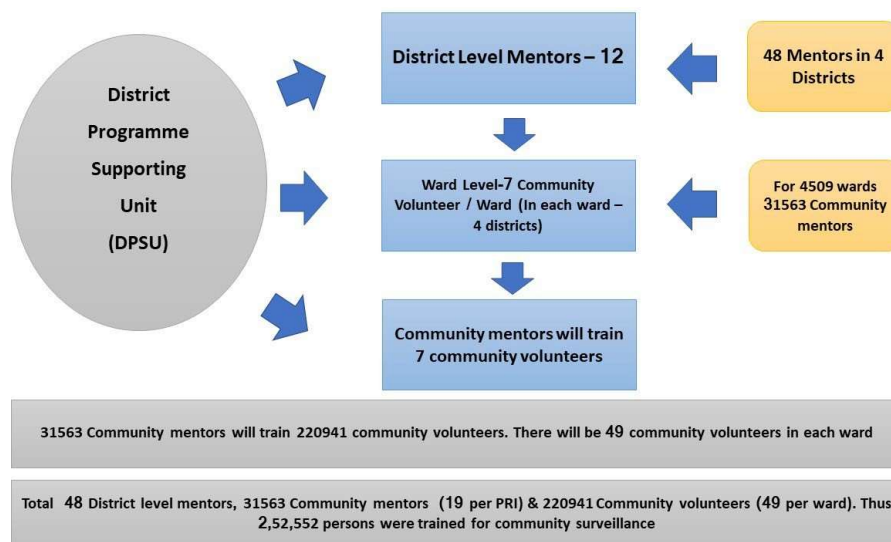 District
Programme
Supporting
Unit
(DPSU)
District Level Mentors – 12
48 Mentors in 4
Districts
Ward Level-7 Community
Volunteer / Ward (In each ward –
4 districts)
For 4509 wards
31563 Community
mentors
Community mentors will train
7 community volunteers
31563 Community mentors will train 220941 community volunteers. There will be 49 community volunteers in each ward
Total 48 District level mentors, 31563 Community mentors (19 per PRI) & 220941 Community volunteers (49 per ward). Thus
2,52,552 persons were trained for community surveillance